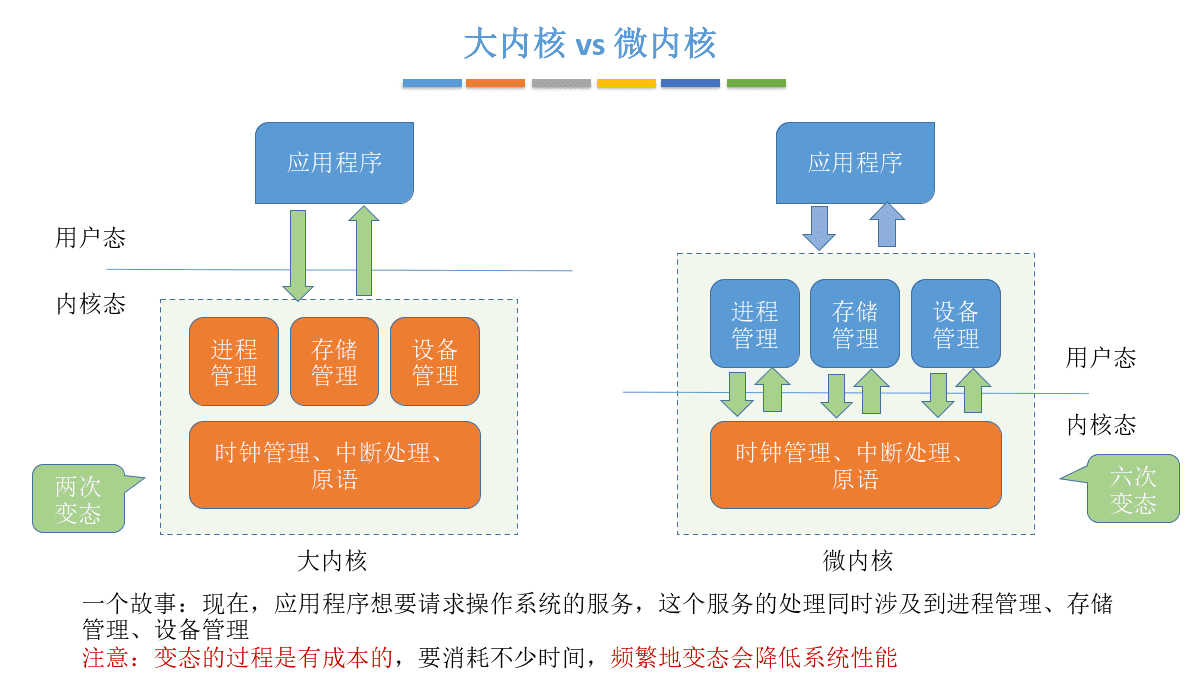 大内核 vs 微内核
应用程序
用户态
内核态
进程
管理
存储
管理
设备
管理
时钟管理、中断处理、
原语
两次
变态
大内核
应用程序
进程
管理
存储
管理
设备
管理
用户态
内核态
时钟管理、中断处理、
原语
六次
变态
微内核
一个故事：现在，应用程序想要请求操作系统的服务，这个服务的处理同时涉及到进程管理、存储
管理、设备管理
注意：变态的过程是有成本的，要消耗不少时间，频繁地变态会降低系统性能